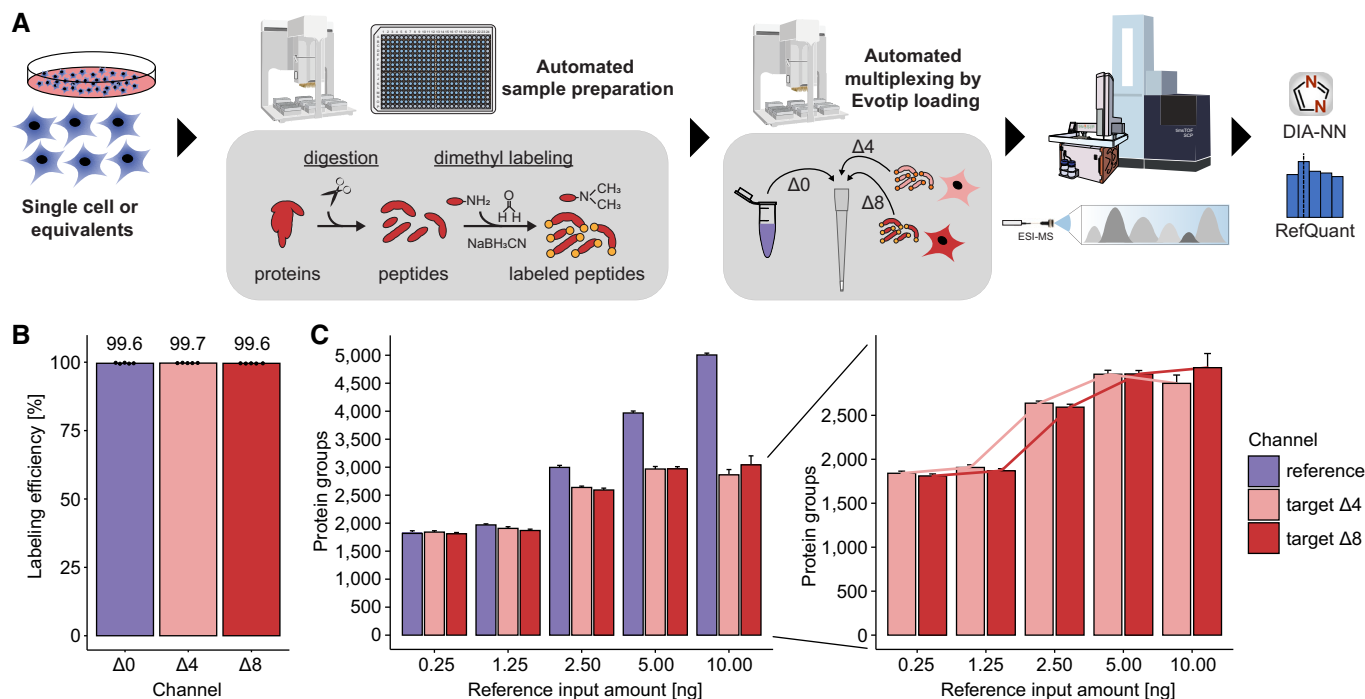 A
Single cell or
equivalents
Automated
sample preparation
digestion
dimethyl labeling
NH₂
O
H H
NaBH₃CN
N
CH₃
CH₃
proteins
peptides
labeled peptides
Automated
multiplexing by
Evotip loading
Δ0
Δ4
Δ8
timsTOF
SCP
ESI-MS
N
N
DIA-NN
RefQuant
B
Labeling efficiency [%]
100
75
50
25
0
99.6
99.7
99.6
Δ0
Δ4
Δ8
Channel
C
Protein groups
5,000
4,500
4,000
3,500
3,000
2,500
2,000
1,500
1,000
500
0
0.25
1.25
2.50
5.00
10.00
Reference input amount [ng]
Protein groups
2,500
2,000
1,500
1,000
500
0
0.25
1.25
2.50
5.00
10.00
Reference input amount [ng]
Channel
reference
target Δ4
target Δ8